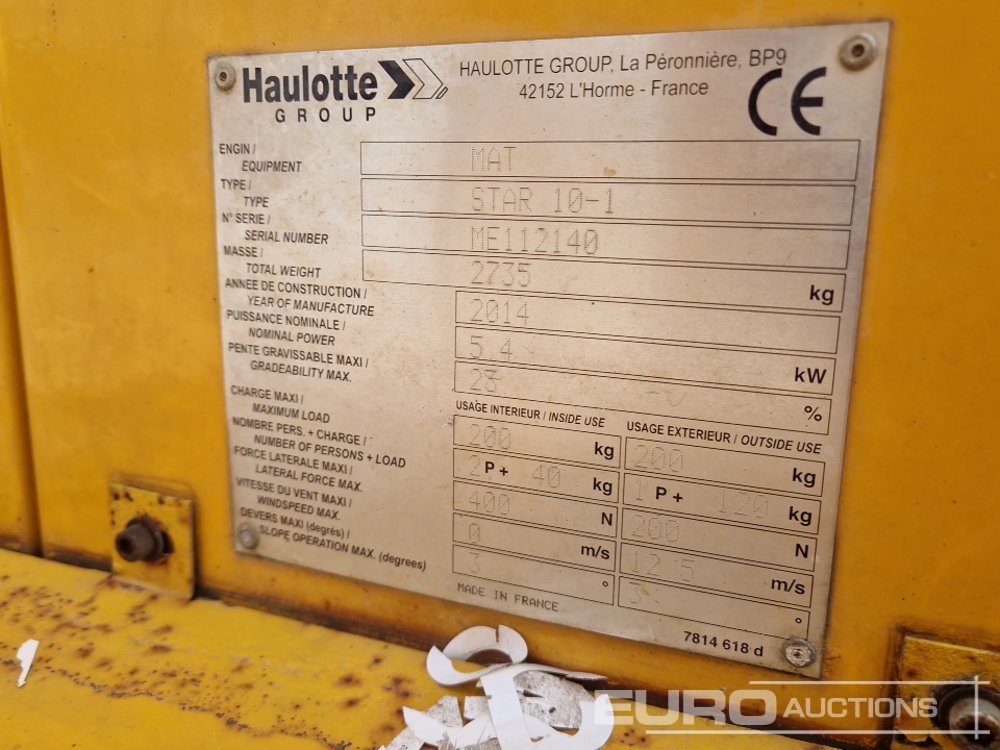 Haulotte
GROUP
HAULOTTE GROUP, La Péronnière, BP9
42152 L'Horme - France
CE
ENGIN /
EQUIPMENT
MAT
TYPE /
TYPE
STAR 10-1
N° SERIE /
SERIAL NUMBER
ME112140
MASSE /
TOTAL WEIGHT
2735 kg
ANNEE DE CONSTRUCTION /
YEAR OF MANUFACTURE
2014
PUISSANCE NOMINALE /
NOMINAL POWER
5.4 kW
PENTE GRAVISSABLE MAXI /
GRADEABILITY MAX.
23 %
USAGE INTERIEUR / INSIDE USE
USAGE EXTERIEUR / OUTSIDE USE
CHARGE MAXI /
MAXIMUM LOAD
200 kg 200 kg
NOMBRE PERS. + CHARGE /
NUMBER OF PERSONS + LOAD
2 P + 40 kg 1 P + 120 kg
FORCE LATERALE MAXI /
LATERAL FORCE MAX.
400 N 200 N
VITESSE DU VENT MAXI /
WINDSPEED MAX.
0 m/s 12 5 m/s
DEVERS MAXI (degrés) /
SLOPE OPERATION MAX. (degrees)
3 ° 3 °
MADE IN FRANCE
7814 618 d
EURO AUCTIONS